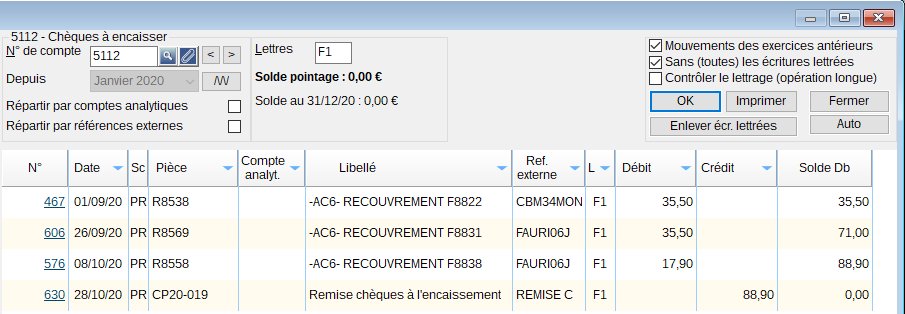 5112 - Chèques à encaisser
N° de compte 5112 < >
Depuis Janvier 2020 /\/\/
Répartir par comptes analytiques
Répartir par références externes
Lettres F1
Solde pointage : 0,00 €
Solde au 31/12/20 : 0,00 €
Mouvements des exercices antérieurs
Sans (toutes) les écritures lettrées
Contrôler le lettrage (opération longue)
OK Imprimer Fermer
Enlever écr. lettrées Auto
N° Date Sc Pièce Compte analyt. Libellé Ref. externe L Débit Crédit Solde Db
467 01/09/20 PR R8538 -AC6- RECOUVREMENT F8822 CBM34MON F1 35,50 35,50
606 26/09/20 PR R8569 -AC6- RECOUVREMENT F8831 FAURI06J F1 35,50 71,00
576 08/10/20 PR R8558 -AC6- RECOUVREMENT F8838 FAURI06J F1 17,90 88,90
630 28/10/20 PR CP20-019 Remise chèques à l'encaissement REMISE C F1 88,90 0,00